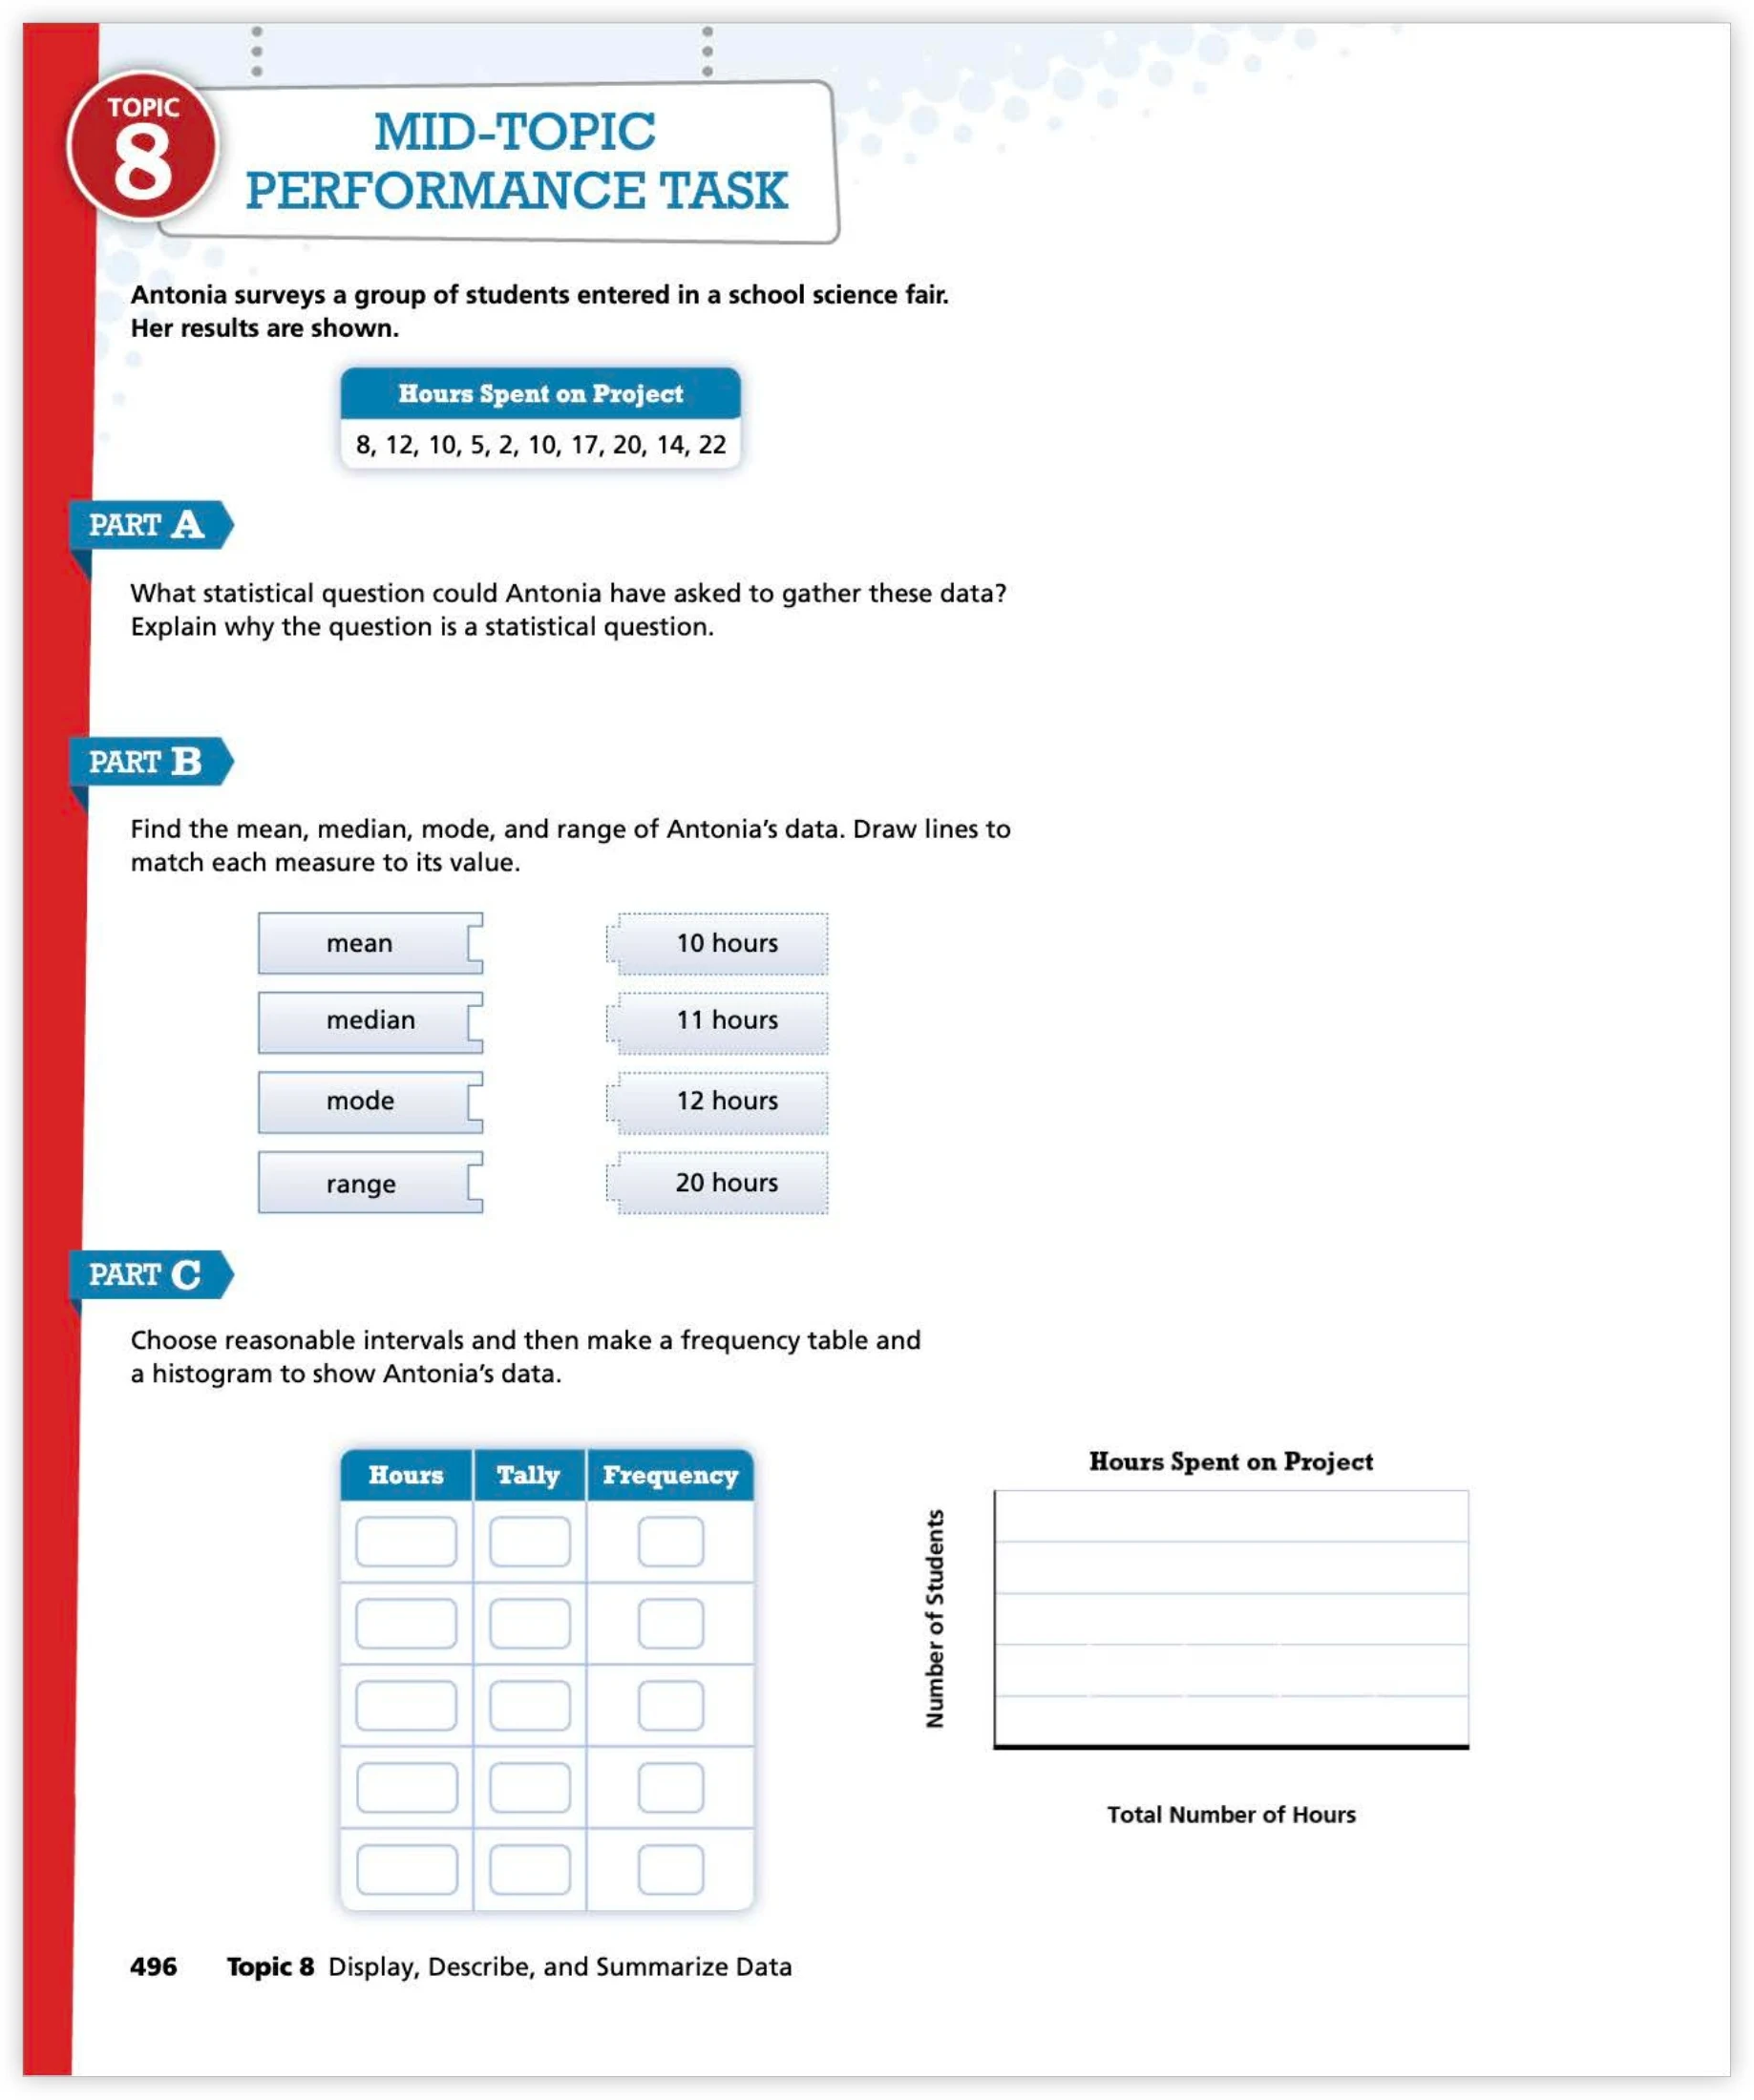 TOPIC
8
MID-TOPIC
PERFORMANCE TASK
Antonia surveys a group of students entered in a school science fair.
Her results are shown.
Hours Spent on Project
8, 12, 10, 5, 2, 10, 17, 20, 14, 22
PART A
What statistical question could Antonia have asked to gather these data?
Explain why the question is a statistical question.
PART B
Find the mean, median, mode, and range of Antonia's data. Draw lines to
match each measure to its value.
mean 10 hours
median 11 hours
mode 12 hours
range 20 hours
PART C
Choose reasonable intervals and then make a frequency table and
a histogram to show Antonia's data.
Hours Tally Frequency
Hours Spent on Project
Number of Students
Total Number of Hours
496 Topic 8 Display, Describe, and Summarize Data